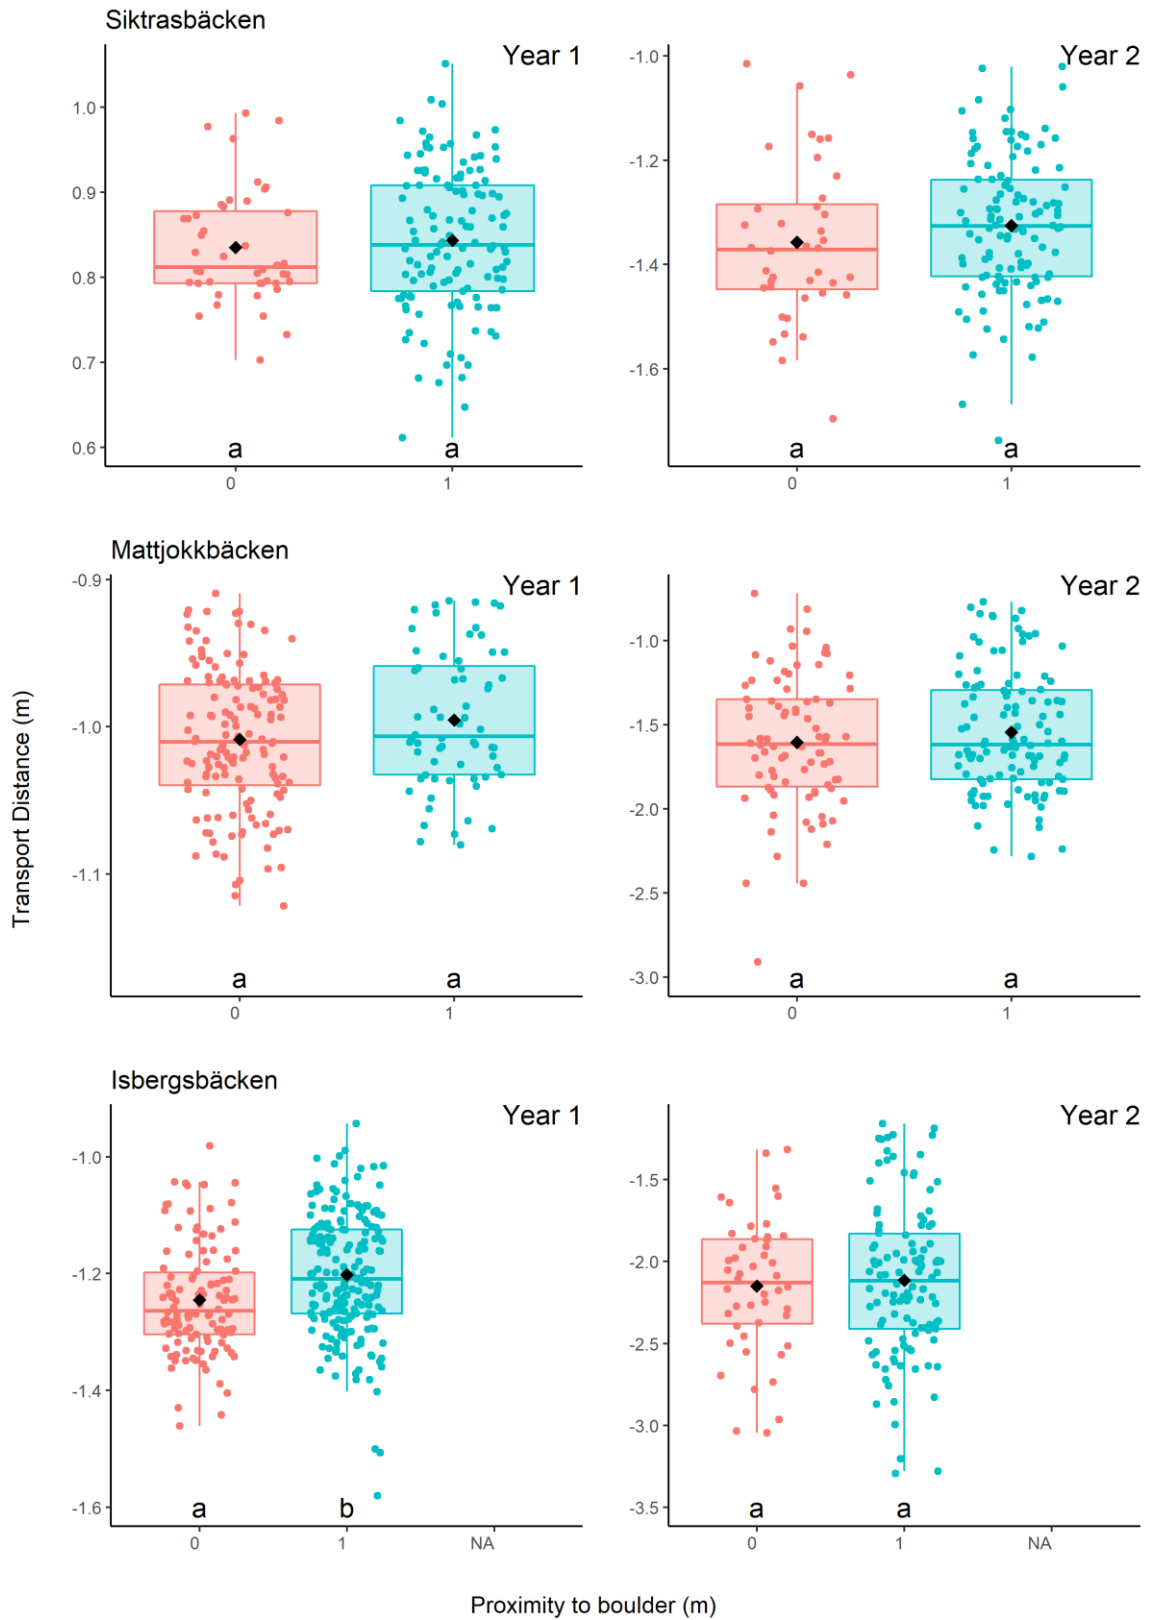 Siktrasbäcken
Year 1
Year 2
1.0
0.9
0.8
0.7
0.6
-1.0
-1.2
-1.4
-1.6
a a
a a
0 1
0 1
Mattjokkbäcken
Year 1
Year 2
-0.9
-1.0
-1.1
-1.0
-1.5
-2.0
-2.5
-3.0
Transport Distance (m)
a a
a a
0 1
0 1
Isbergsbäcken
Year 1
Year 2
-1.0
-1.2
-1.4
-1.6
-1.5
-2.0
-2.5
-3.0
-3.5
a b
a a
0 1 NA
0 1 NA
Proximity to boulder (m)